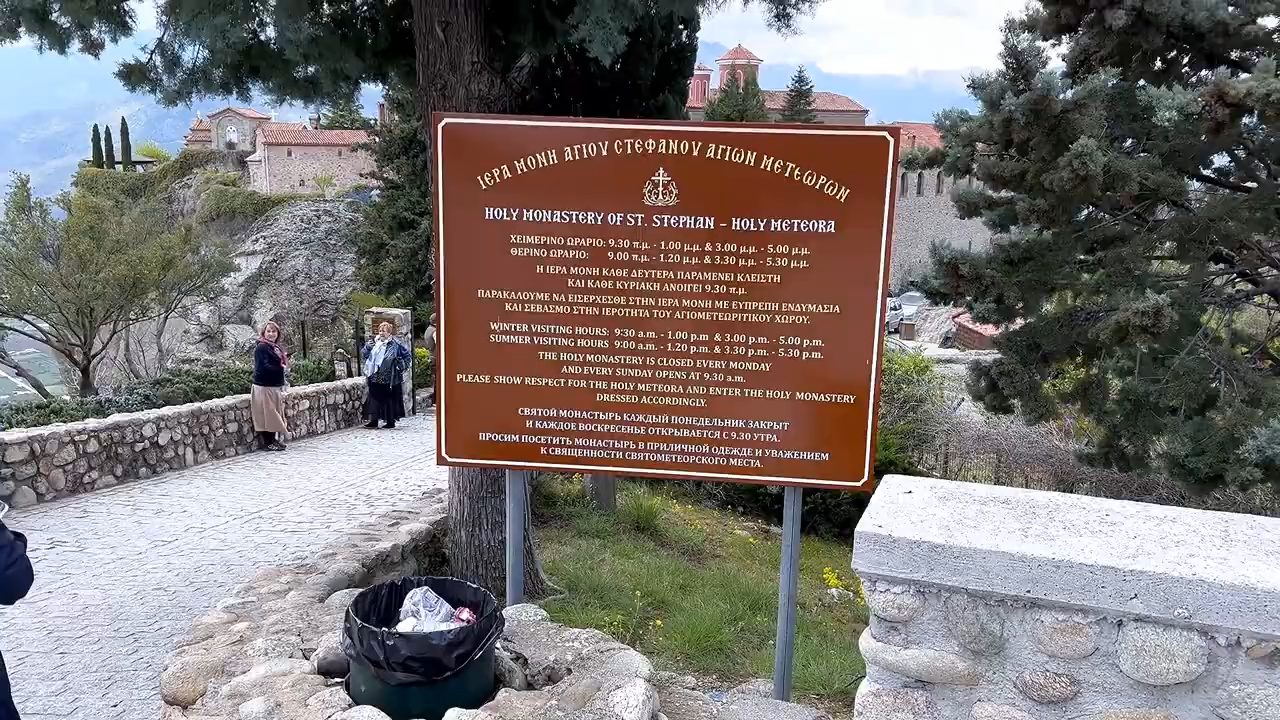 ΙΕΡΑ ΜΟΝΗ ΑΓΙΟΥ ΣΤΕΦΑΝΟΥ ΑΓΙΩΝ ΜΕΤΕΩΡΩΝ
HOLY MONASTERY OF ST. STEPHAN – HOLY METEORA
ΧΕΙΜΕΡΙΝΟ ΩΡΑΡΙΟ: 9.30 π.μ. - 1.00 μ.μ. & 3.00 μ.μ. - 5.00 μ.μ.
ΘΕΡΙΝΟ ΩΡΑΡΙΟ: 9.00 π.μ. - 1.20 μ.μ. & 3.30 μ.μ. - 5.30 μ.μ.
Η ΙΕΡΑ ΜΟΝΗ ΚΑΘΕ ΔΕΥΤΕΡΑ ΠΑΡΑΜΕΝΕΙ ΚΛΕΙΣΤΗ
ΚΑΙ ΚΑΘΕ ΚΥΡΙΑΚΗ ΑΝΟΙΓΕΙ 9.30 π.μ.
ΠΑΡΑΚΑΛΟΥΜΕ ΝΑ ΕΙΣΕΡΧΕΣΘΕ ΣΤΗΝ ΙΕΡΑ ΜΟΝΗ ΜΕ ΕΥΠΡΕΠΗ ΕΝΔΥΜΑΣΙΑ
ΚΑΙ ΣΕΒΑΣΜΟ ΣΤΗΝ ΙΕΡΟΤΗΤΑ ΤΟΥ ΑΓΙΟΜΕΤΕΩΡΙΤΙΚΟΥ ΧΩΡΟΥ.
WINTER VISITING HOURS: 9:30 a.m. - 1.00 p.m & 3.00 p.m. - 5.00 p.m.
SUMMER VISITING HOURS 9:00 a.m. - 1.20 p.m. & 3.30 p.m. - 5.30 p.m.
THE HOLY MONASTERY IS CLOSED EVERY MONDAY
AND EVERY SUNDAY OPENS AT 9.30 a.m.
PLEASE SHOW RESPECT FOR THE HOLY METEORA AND ENTER THE HOLY MONASTERY
DRESSED ACCORDINGLY.
СВЯТОЙ МОНАСТЫРЬ КАЖДЫЙ ПОНЕДЕЛЬНИК ЗАКРЫТ
И КАЖДОЕ ВОСКРЕСЕНЬЕ ОТКРЫВАЕТСЯ С 9.30 УТРА.
ПРОСИМ ПОСЕТИТЬ МОНАСТЫРЬ В ПРИЛИЧНОЙ ОДЕЖДЕ И УВАЖЕНИЕМ
К СВЯЩЕННОСТИ СВЯТОМЕТЕОРСКОГО МЕСТА.